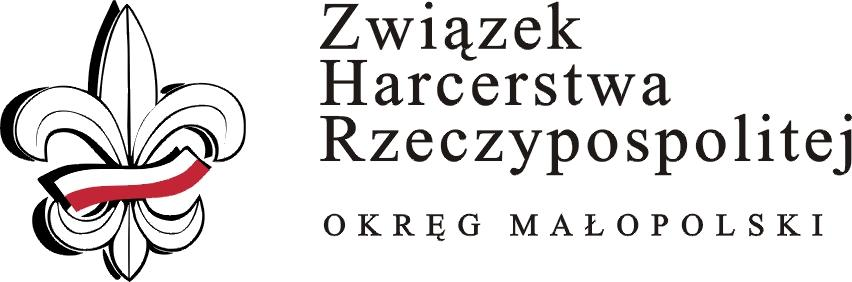 Związek
Harcerstwa
Rzeczypospolitej
OKRĘG MAŁOPOLSKI